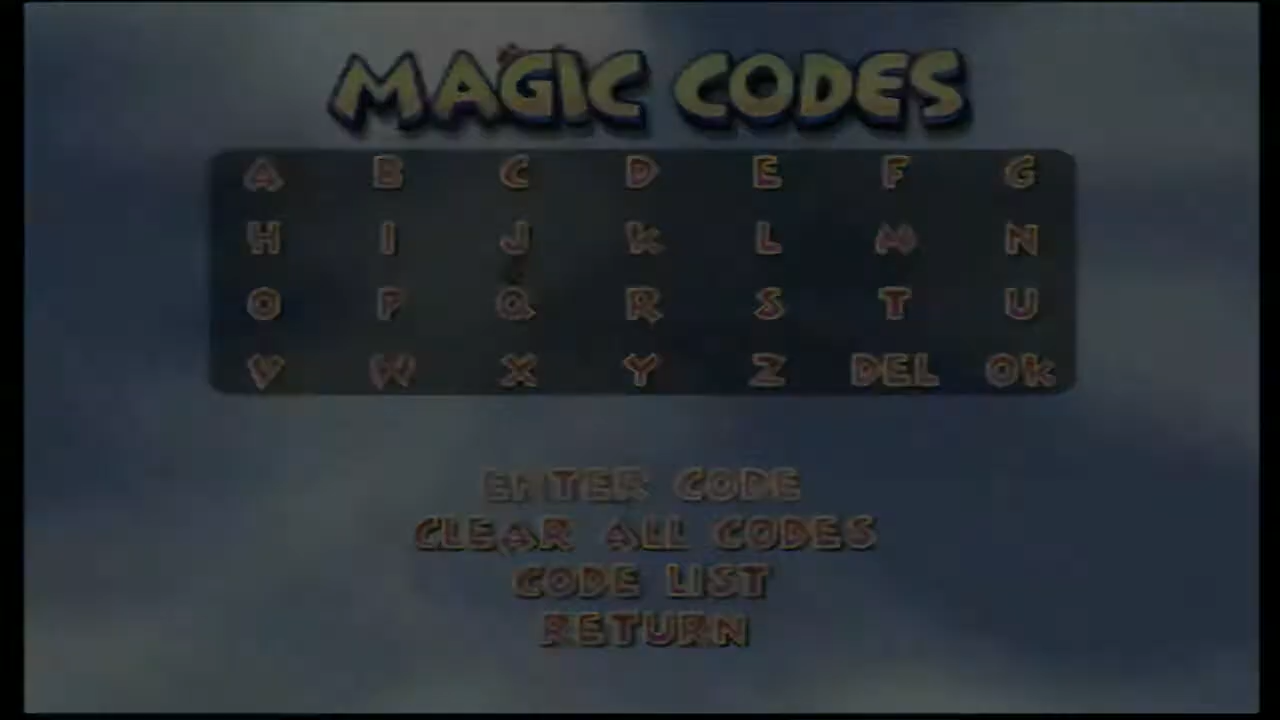 MAGIC CODES
A B C D E F G
H I J K L M N
O P Q R S T U
V W X Y Z DEL OK
ENTER CODE
CLEAR ALL CODES
CODE LIST
RETURN